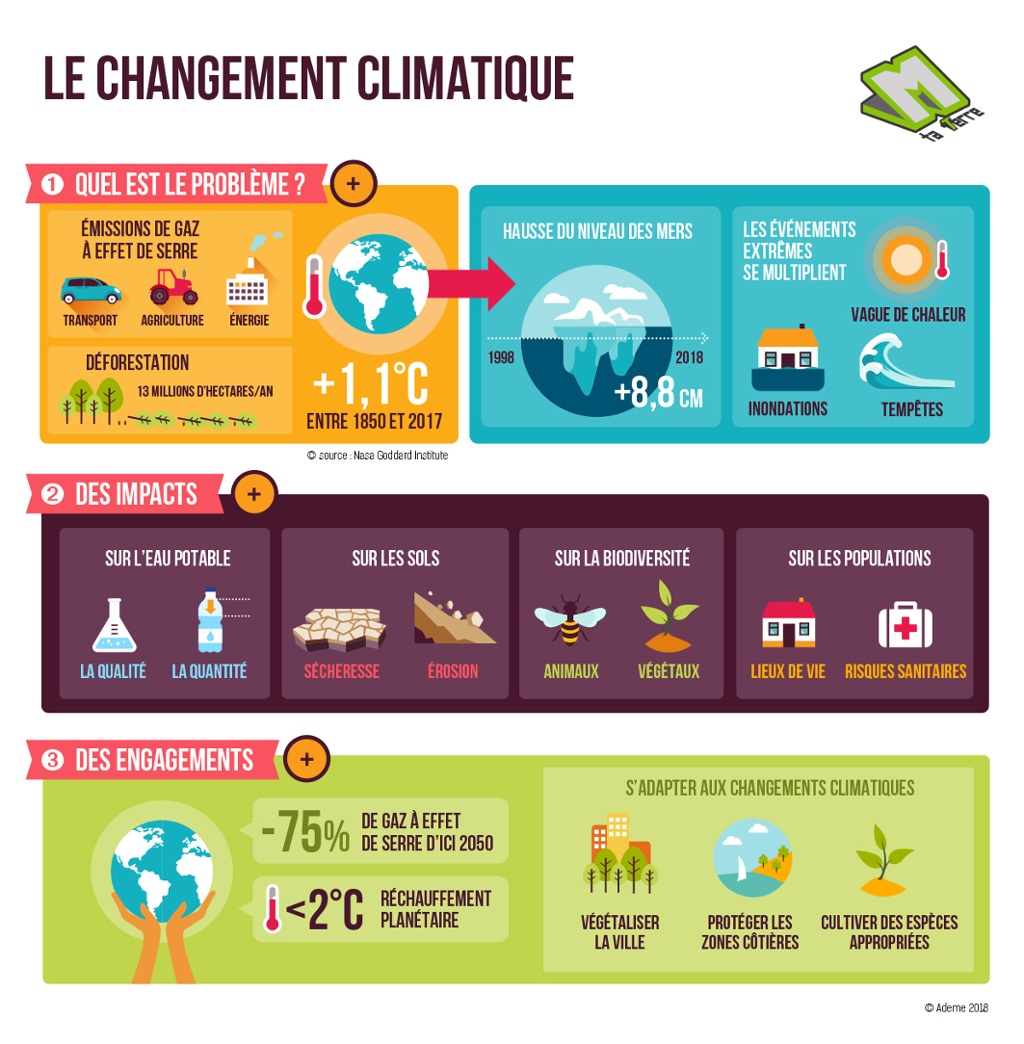 LE CHANGEMENT CLIMATIQUE
M
ta Terre
1 QUEL EST LE PROBLÈME ? +
ÉMISSIONS DE GAZ
À EFFET DE SERRE
TRANSPORT AGRICULTURE ÉNERGIE
DÉFORESTATION
13 MILLIONS D'HECTARES/AN
+1,1°C
ENTRE 1850 ET 2017
© source : Nasa Goddard Institute
HAUSSE DU NIVEAU DES MERS
1998 2018
+8,8 CM
LES ÉVÉNEMENTS
EXTRÊMES
SE MULTIPLIENT
VAGUE DE CHALEUR
INONDATIONS TEMPÊTES
2 DES IMPACTS +
SUR L'EAU POTABLE
LA QUALITÉ LA QUANTITÉ
SUR LES SOLS
SÉCHERESSE ÉROSION
SUR LA BIODIVERSITÉ
ANIMAUX VÉGÉTAUX
SUR LES POPULATIONS
LIEUX DE VIE RISQUES SANITAIRES
3 DES ENGAGEMENTS +
-75% DE GAZ À EFFET
DE SERRE D'ICI 2050
<2°C RÉCHAUFFEMENT
PLANÉTAIRE
S'ADAPTER AUX CHANGEMENTS CLIMATIQUES
VÉGÉTALISER
LA VILLE
PROTÉGER LES
ZONES CÔTIÈRES
CULTIVER DES ESPÈCES
APPROPRIÉES
© Ademe 2018